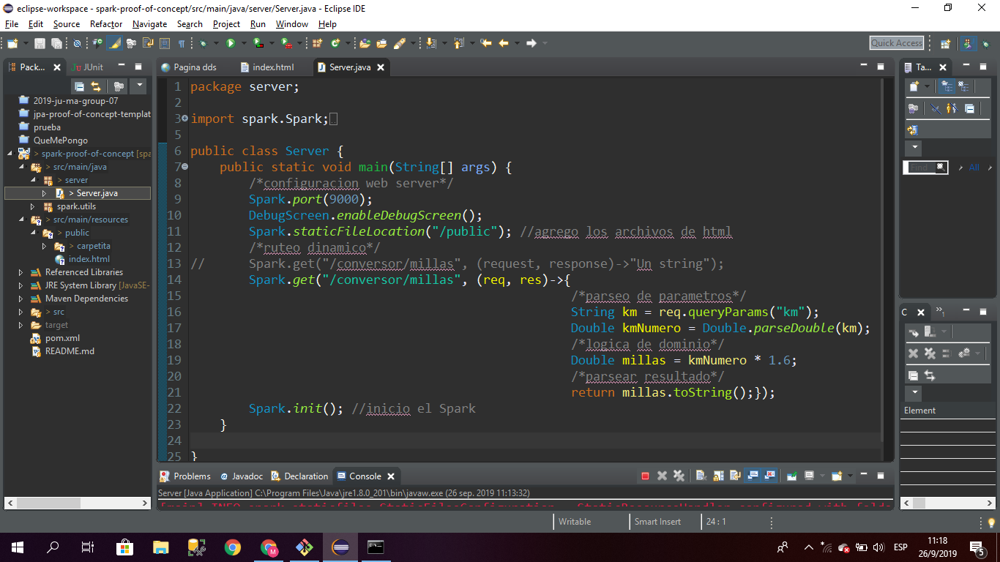 eclipse-workspace - spark-proof-of-concept/src/main/java/server/Server.java - Eclipse IDE
File Edit Source Refactor Navigate Search Project Run Window Help
Quick Access
Pack...
JUnit
2019-ju-ma-group-07
jpa-proof-of-concept-templat
prueba
QueMePongo
> spark-proof-of-concept [spa
> src/main/java
> server
> Server.java
spark.utils
> src/main/resources
> public
> carpetita
index.html
Referenced Libraries
JRE System Library [JavaSE-
Maven Dependencies
> src
target
pom.xml
README.md
Pagina dds
index.html
Server.java
1 package server;
2
3 import spark.Spark;
5
6 public class Server {
7 public static void main(String[] args) {
8 /*configuracion web server*/
9 Spark.port(9000);
10 DebugScreen.enableDebugScreen();
11 Spark.staticFileLocation("/public"); //agrego los archivos de html
12 /*ruteo dinamico*/
13 // Spark.get("/conversor/millas", (request, response)->"Un string");
14 Spark.get("/conversor/millas", (req, res)->{
15 /*parseo de parametros*/
16 String km = req.queryParams("km");
17 Double kmNumero = Double.parseDouble(km);
18 /*logica de dominio*/
19 Double millas = kmNumero * 1.6;
20 /*parsear resultado*/
21 return millas.toString();});
22 Spark.init(); //inicio el Spark
23 }
24
25 }
Ta...
Find
All
C
»1
Element
Problems
Javadoc
Declaration
Console
Server [Java Application] C:\Program Files\Java\jre1.8.0_201\bin\javaw.exe (26 sep. 2019 11:13:32)
[main] INFO spark.staticfiles.StaticFilesConfiguration - StaticResourceHandler configured with folde
Writable
Smart Insert
24 : 1
ESP
11:18
26/9/2019
5